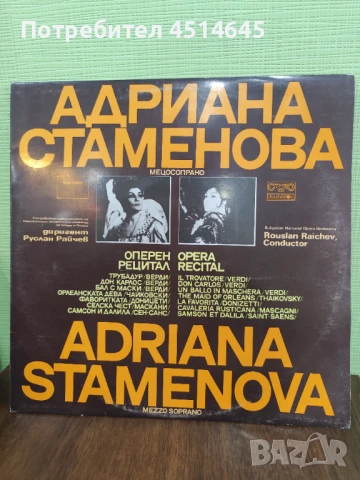 Потребител 4514645
АДРИАНА
СТАМЕНОВА
МЕЦОСОПРАНО
диригент
Руслан Райчев
Rouslan Raichev,
Conductor
ОПЕРЕН
РЕЦИТАЛ
OPERA
RECITAL
ТРУБАДУР /ВЕРДИ/
ДОН КАРЛОС /ВЕРДИ/
БАЛ С МАСКИ /ВЕРДИ/
ОРЛЕАНСКАТА ДЕВА /ЧАЙКОВСКИ/
ФАВОРИТКАТА /ДОНИЦЕТИ/
СЕЛСКА ЧЕСТ /МАСКАНИ/
САМСОН И ДАЛИЛА /СЕН-САНС/
IL TROVATORE /VERDI/
DON CARLOS /VERDI/
UN BALLO IN MASCHERA /VERDI/
THE MAID OF ORLEANS /THAIKOVSKY/
LA FAVORITA /DONIZETTI/
CAVALERIA RUSTICANA /MASCAGNI/
SAMSON ET DALILA /SAINT-SAENS/
ADRIANA
STAMENOVA
MEZZO SOPRANO
BAZAR